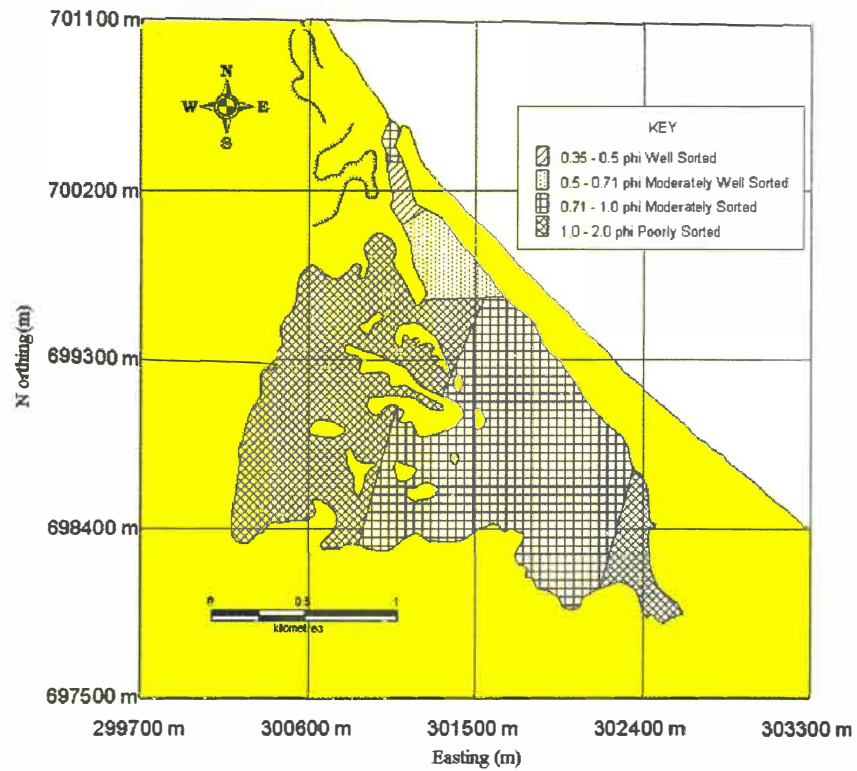 701100 m
700200 m
699300 m
698400 m
697500 m
Northing (m)
N
W E
S
KEY
0.35 - 0.5 phi Well Sorted
0.5 - 0.71 phi Moderately Well Sorted
0.71 - 1.0 phi Moderately Sorted
1.0 - 2.0 phi Poorly Sorted
0 0.5 1
kilometres
299700 m 300600 m 301500 m 302400 m 303300 m
Easting (m)